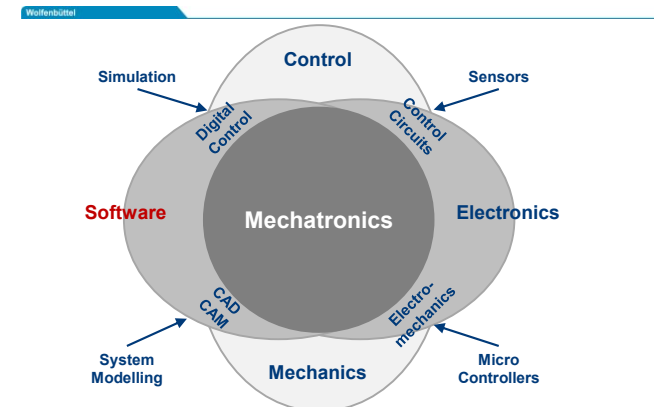 Wolfenbüttel
Control
Simulation
Sensors
Digital
Control
Control
Circuits
Software
Mechatronics
Electronics
CAD
CAM
Electro-
mechanics
System
Modelling
Mechanics
Micro
Controllers